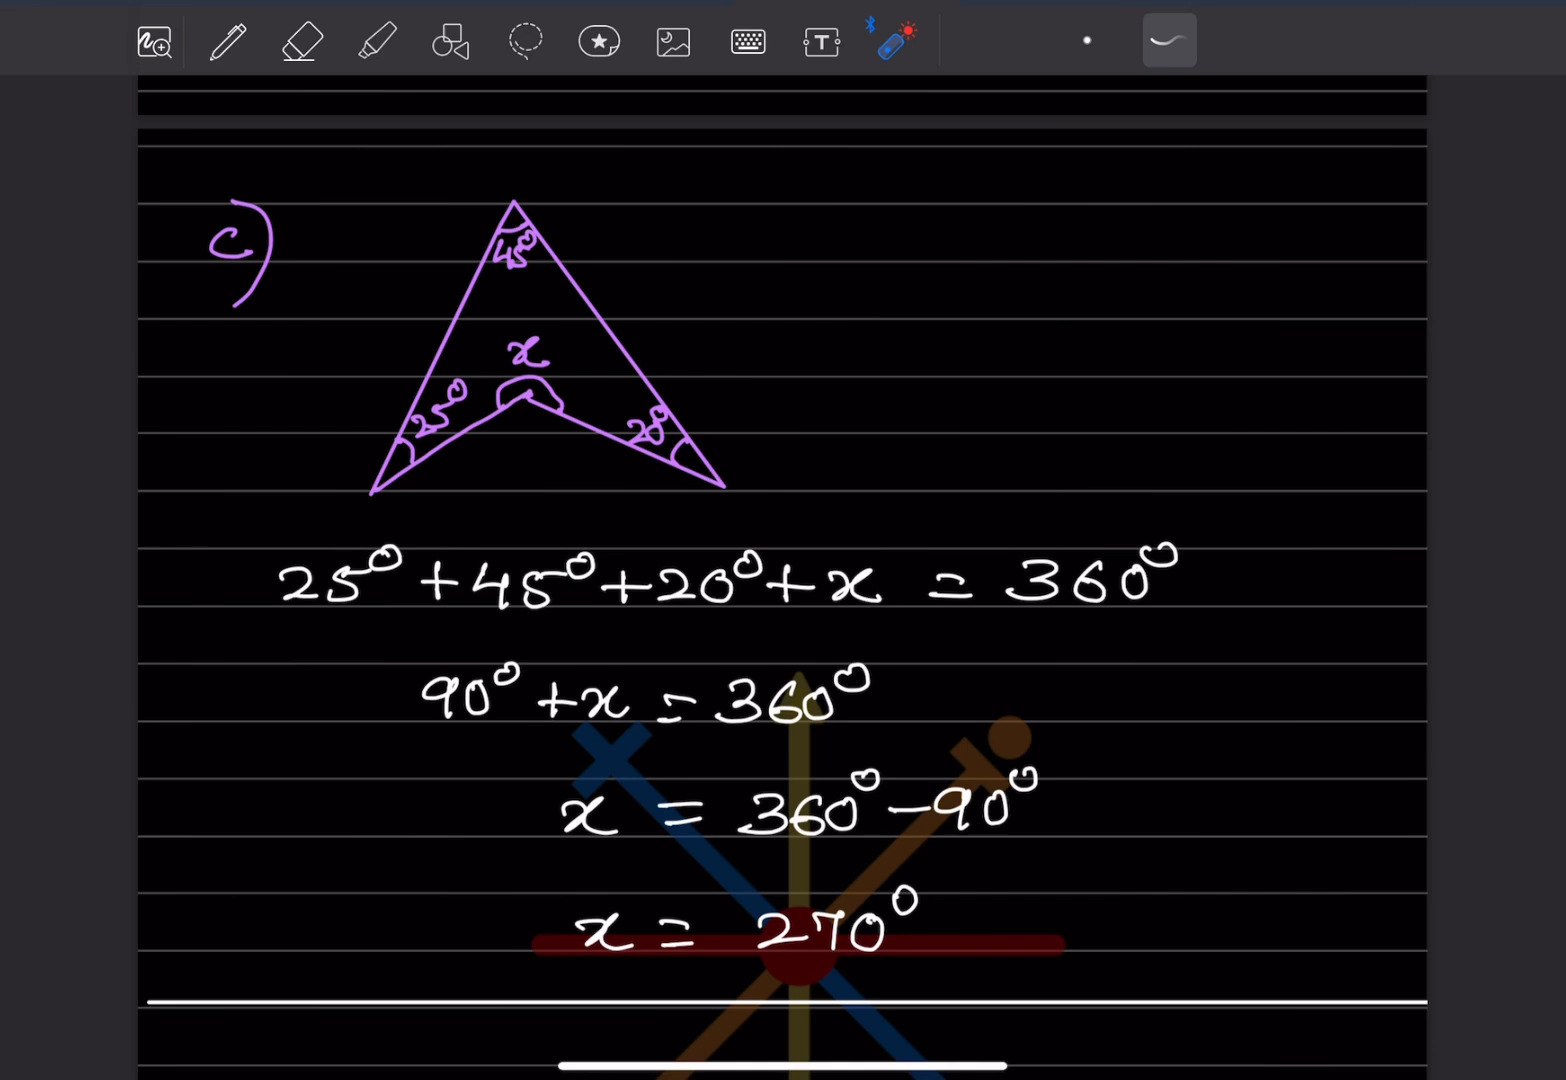 c)
45°
x
25°
20°
25° + 45° + 20° + x = 360°
90° + x = 360°
x = 360° - 90°
x = 270°